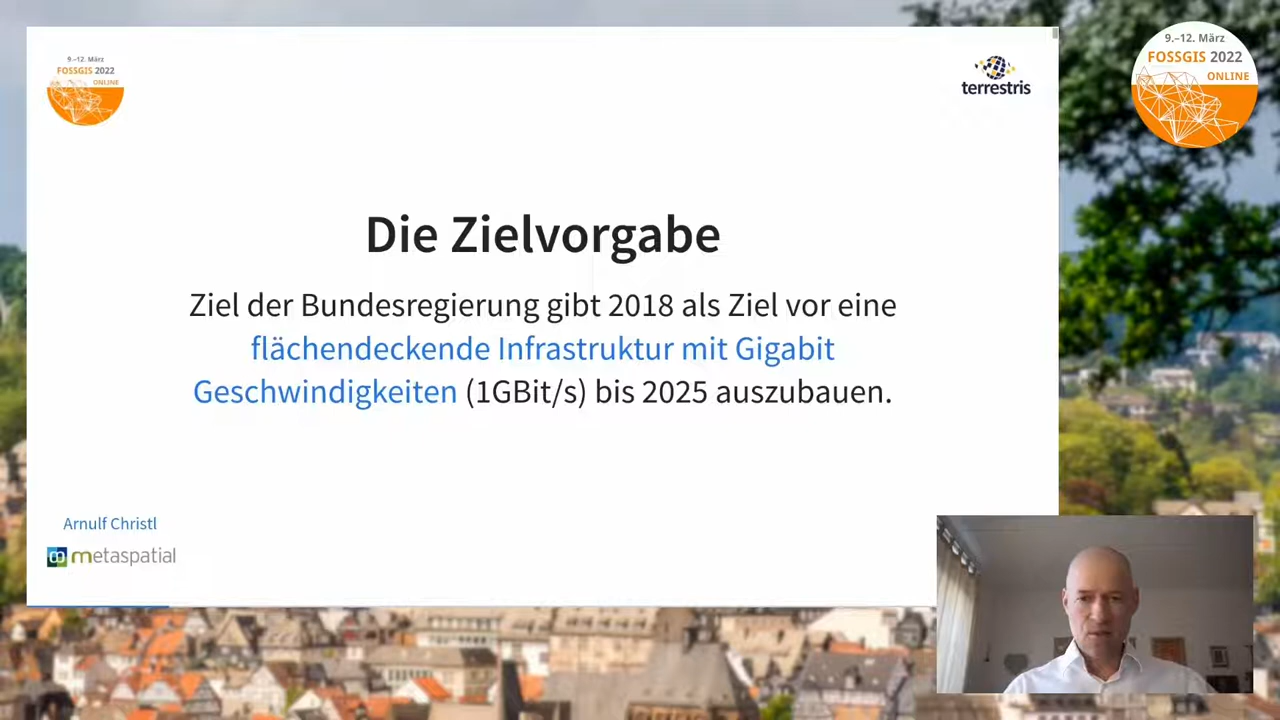 9.–12. März
FOSSGIS 2022
ONLINE
terrestris
9.–12. März
FOSSGIS 2022
ONLINE
Die Zielvorgabe
Ziel der Bundesregierung gibt 2018 als Ziel vor eine
flächendeckende Infrastruktur mit Gigabit
Geschwindigkeiten (1GBit/s) bis 2025 auszubauen.
Arnulf Christl
metaspatial